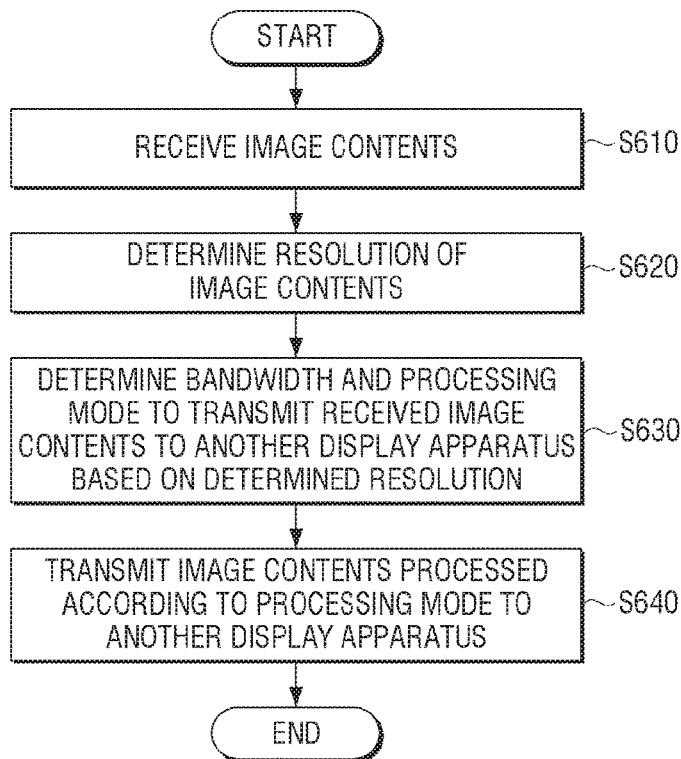 START
RECEIVE IMAGE CONTENTS
S610
DETERMINE RESOLUTION OF
IMAGE CONTENTS
S620
DETERMINE BANDWIDTH AND PROCESSING
MODE TO TRANSMIT RECEIVED IMAGE
CONTENTS TO ANOTHER DISPLAY APPARATUS
BASED ON DETERMINED RESOLUTION
S630
TRANSMIT IMAGE CONTENTS PROCESSED
ACCORDING TO PROCESSING MODE TO
ANOTHER DISPLAY APPARATUS
S640
END